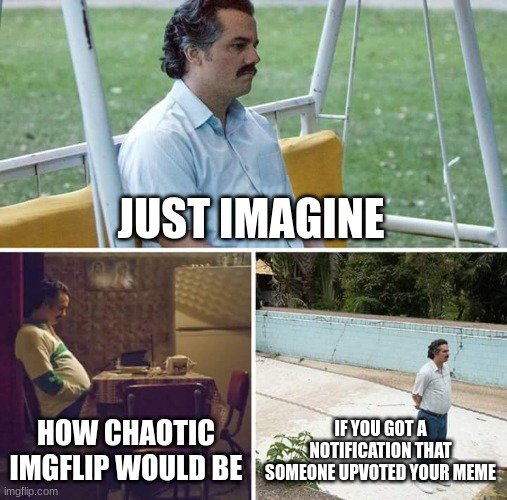 JUST IMAGINE
HOW CHAOTIC
IMGFLIP WOULD BE
IF YOU GOT A
NOTIFICATION THAT
SOMEONE UPVOTED YOUR MEME
imgflip.com